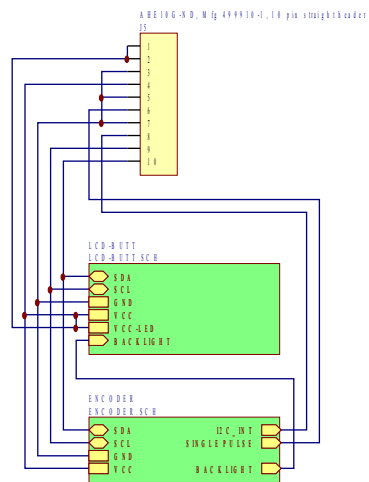 AHE10G-ND, Mfg 499910-1, 10 pin straight header
J5
1
2
3
4
5
6
7
8
9
10
LCD-BUTT
LCD-BUTT.SCH
SDA
SCL
GND
VCC
VCC-LED
BACKLIGHT
ENCODER
ENCODER.SCH
SDA I2C_INT
SCL SINGLE PULSE
GND
VCC BACKLIGHT